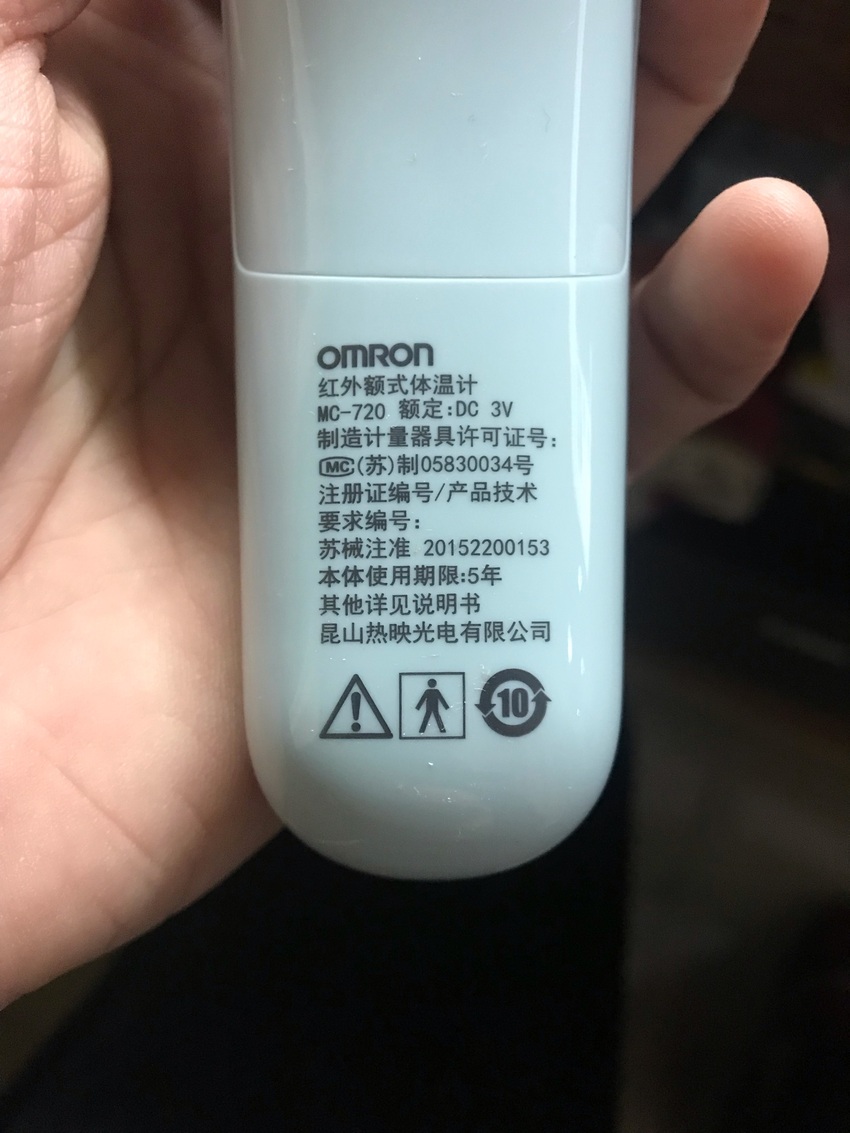 OMRON
红外额式体温计
MC-720 额定:DC 3V
制造计量器具许可证号:
MC(苏)制05830034号
注册证编号/产品技术
要求编号:
苏械注准 20152200153
本体使用期限:5年
其他详见说明书
昆山热映光电有限公司
10